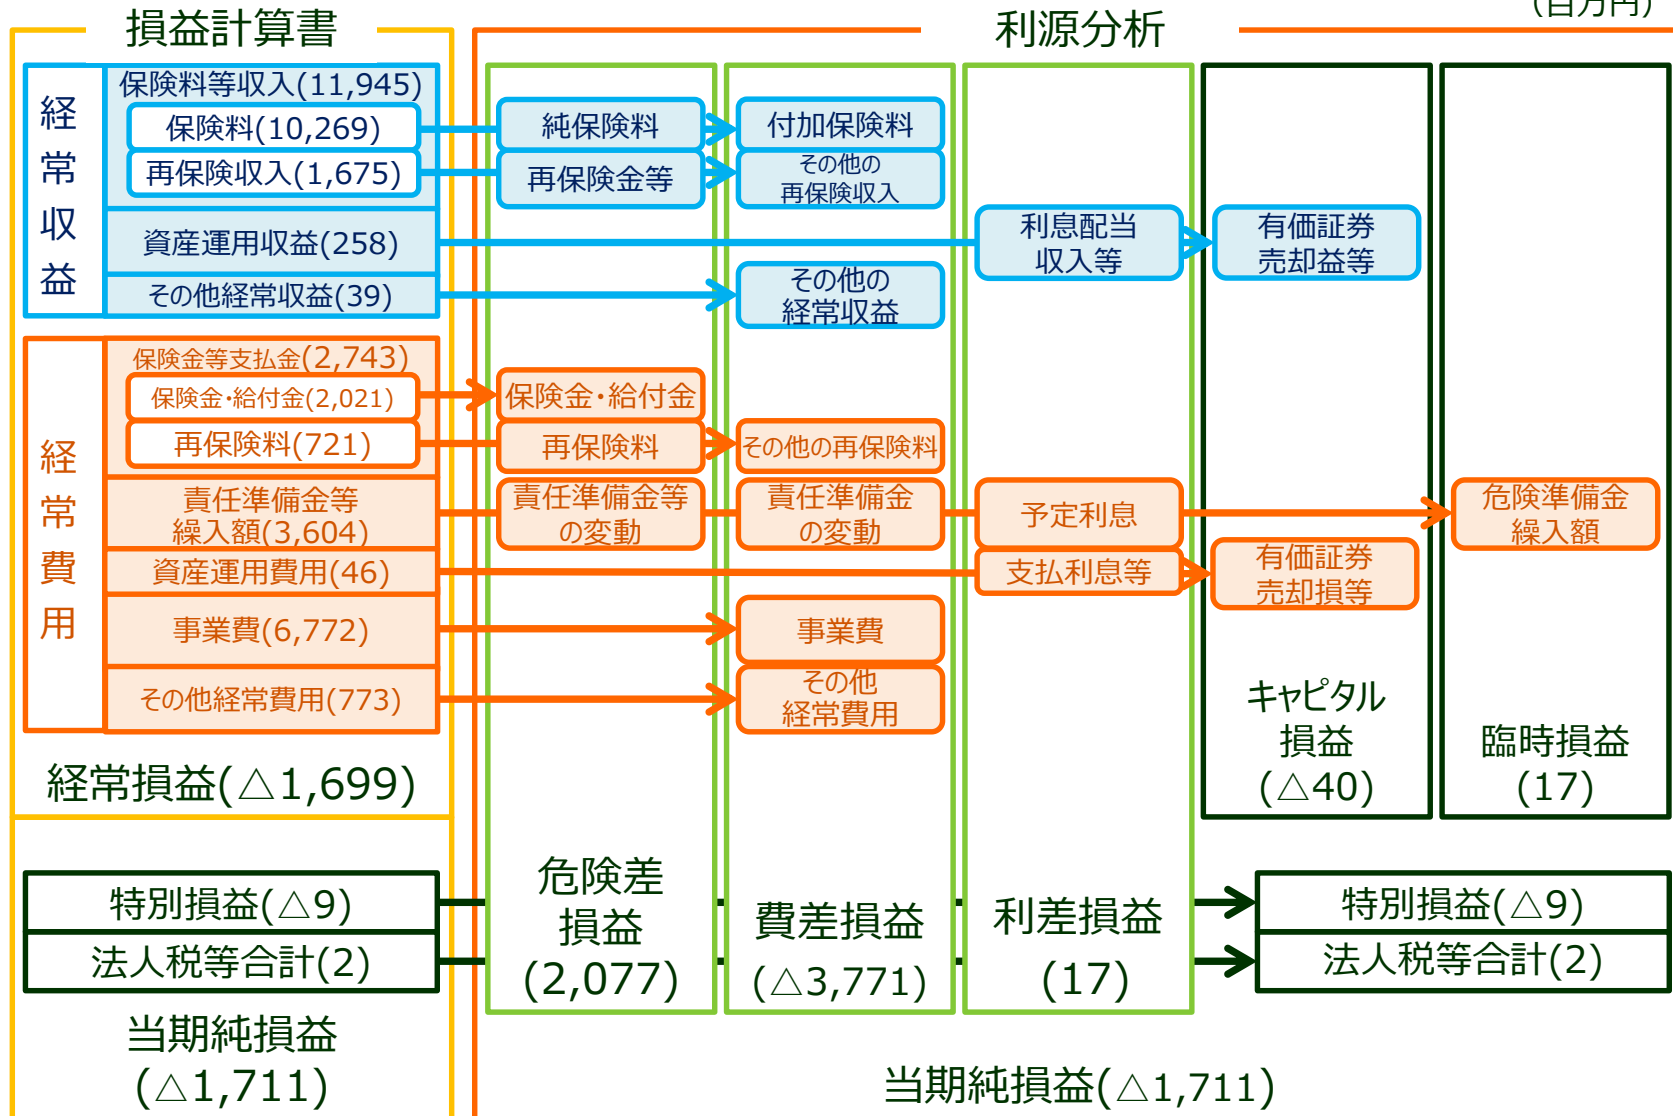 （百万円）
損益計算書
利源分析
経常収益
保険料等収入(11,945)
保険料(10,269)
再保険収入(1,675)
資産運用収益(258)
その他経常収益(39)
純保険料
付加保険料
再保険金等
その他の
再保険収入
利息配当
収入等
有価証券
売却益等
その他の
経常収益
経常費用
保険金等支払金(2,743)
保険金・給付金(2,021)
再保険料(721)
責任準備金等
繰入額(3,604)
資産運用費用(46)
事業費(6,772)
その他経常費用(773)
保険金・給付金
再保険料
その他の再保険料
責任準備金等
の変動
責任準備金
の変動
予定利息
危険準備金
繰入額
支払利息等
有価証券
売却損等
事業費
その他
経常費用
経常損益(△1,699)
キャピタル
損益
(△40)
臨時損益
(17)
特別損益(△9)
法人税等合計(2)
危険差
損益
(2,077)
費差損益
(△3,771)
利差損益
(17)
特別損益(△9)
法人税等合計(2)
当期純損益
(△1,711)
当期純損益(△1,711)